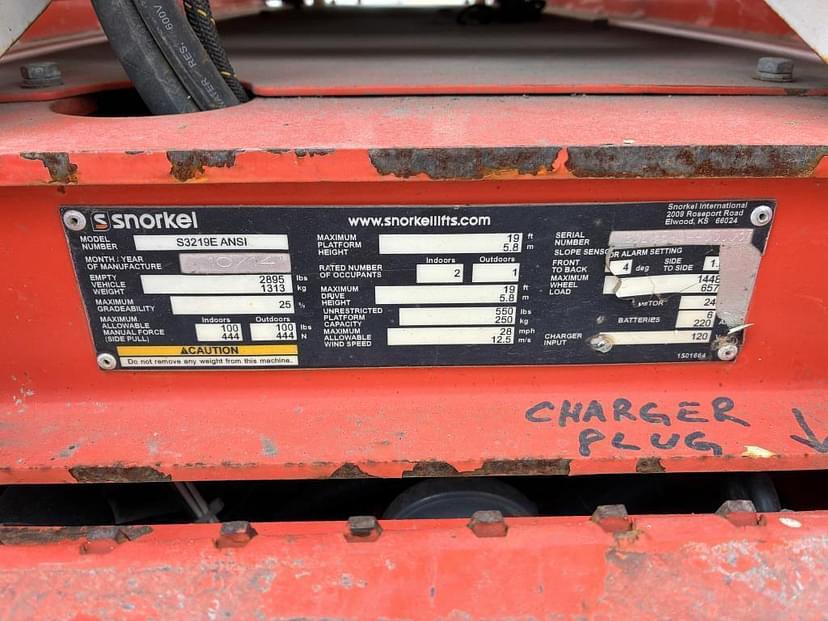 WATER RES. 600V
snorkel
www.snorkellifts.com
Snorkel International
2009 Roseport Road
Elwood, KS 66024
MODEL NUMBER S3219E ANSI
MONTH / YEAR OF MANUFACTURE
EMPTY VEHICLE WEIGHT 2895 lbs 1313 kg
MAXIMUM GRADEABILITY 25 %
Indoors Outdoors
MAXIMUM ALLOWABLE MANUAL FORCE (SIDE PULL) 100 444 100 lbs 444 N
CAUTION
Do not remove any weight from this machine.
MAXIMUM PLATFORM HEIGHT 19 ft 5.8 m
Indoors Outdoors
RATED NUMBER OF OCCUPANTS 2 1
MAXIMUM DRIVE HEIGHT 19 ft 5.8 m
UNRESTRICTED PLATFORM CAPACITY 550 lbs 250 kg
MAXIMUM ALLOWABLE WIND SPEED 28 mph 12.5 m/s
SERIAL NUMBER
SLOPE SENSOR ALARM SETTING
FRONT TO BACK 4 deg SIDE TO SIDE 1.
MAXIMUM WHEEL LOAD 1448 657
24
BATTERIES 6 220
CHARGER INPUT 120
1501664
CHARGER
PLUG